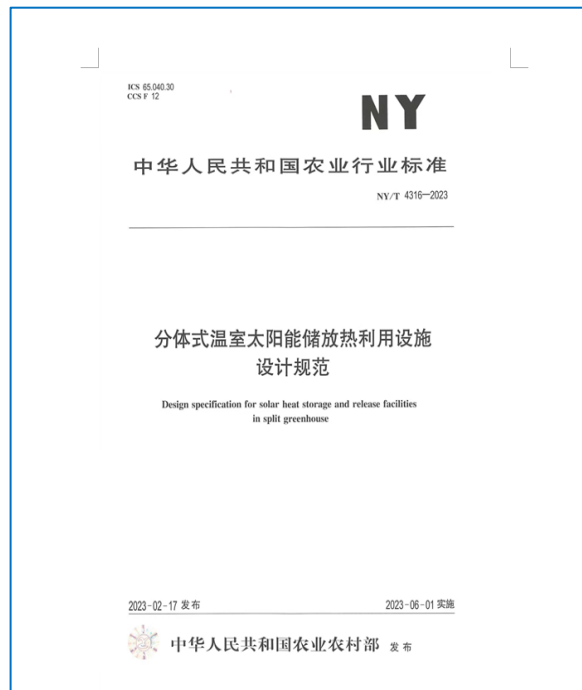 ICS 65.040.30
CCS F 12
NY
中华人民共和国农业行业标准
NY/T 4316—2023
分体式温室太阳能储放热利用设施
设计规范
Design specification for solar heat storage and release facilities
in split greenhouse
2023-02-17 发布
2023-06-01 实施
中华人民共和国农业农村部 发布